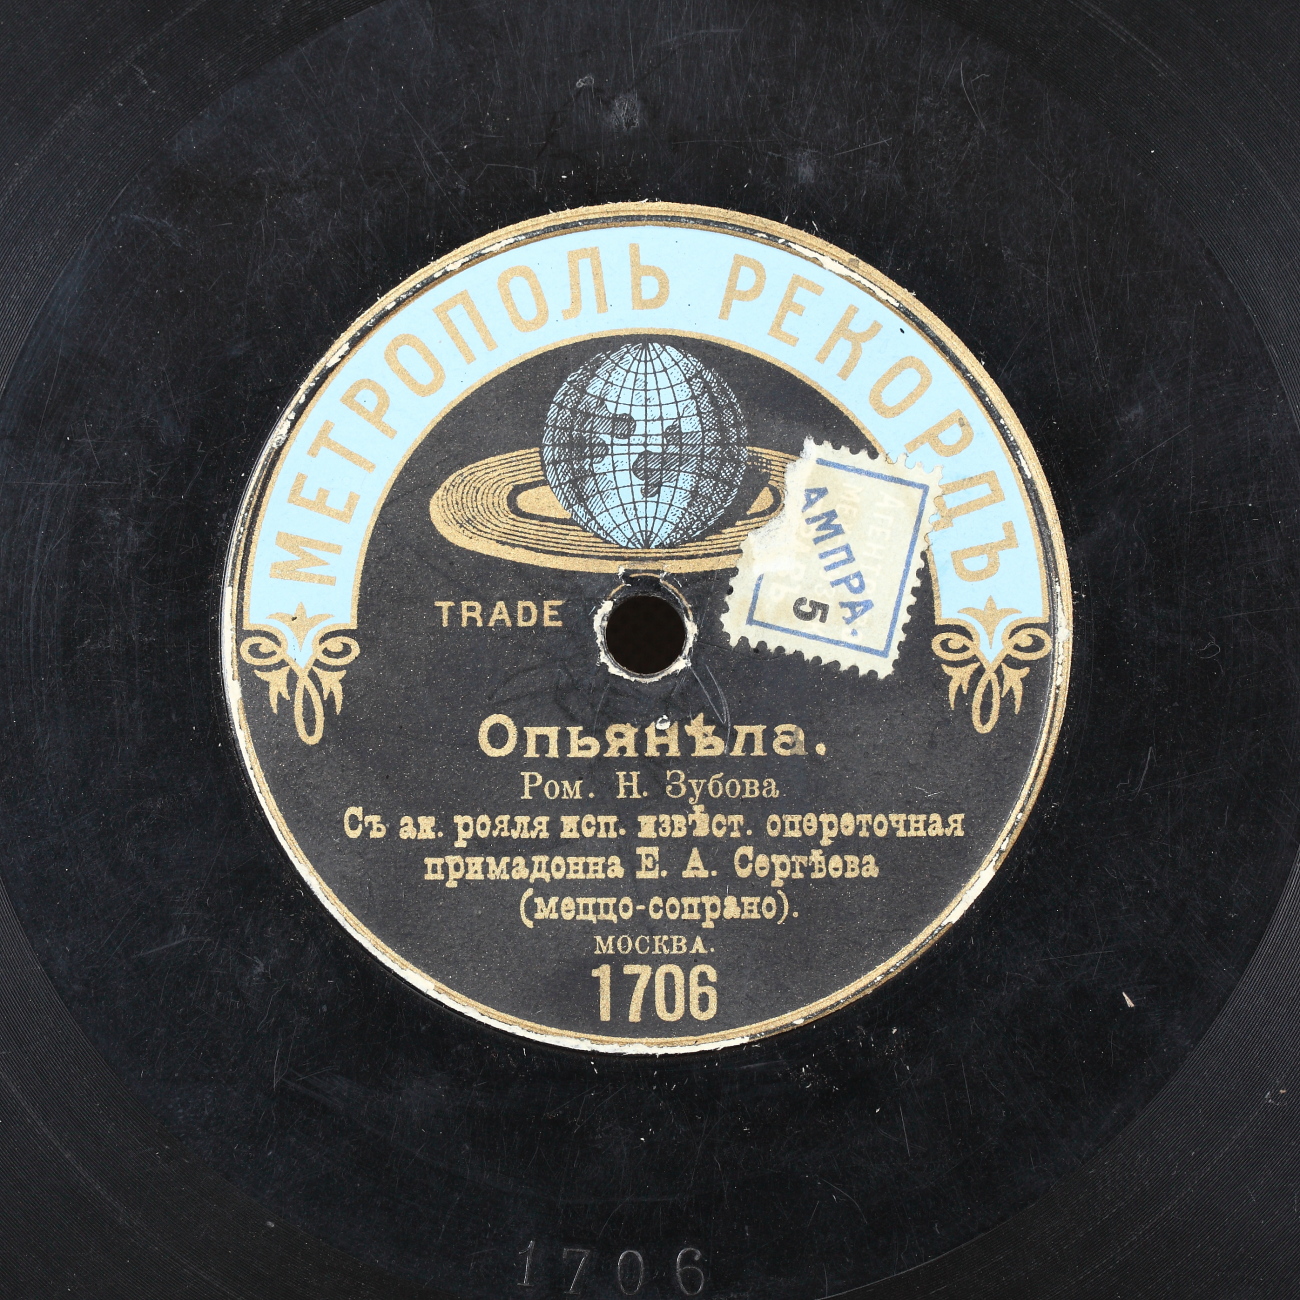 МЕТРОПОЛЬ РЕКОРДЪ
TRADE
АМПРА.
5
Опьянѣла.
Ром. Н. Зубова
Съ ак. рояля исп. извѣст. опереточная
примадонна Е. А. Сергѣева
(меццо-сопрано).
МОСКВА.
1706
1706